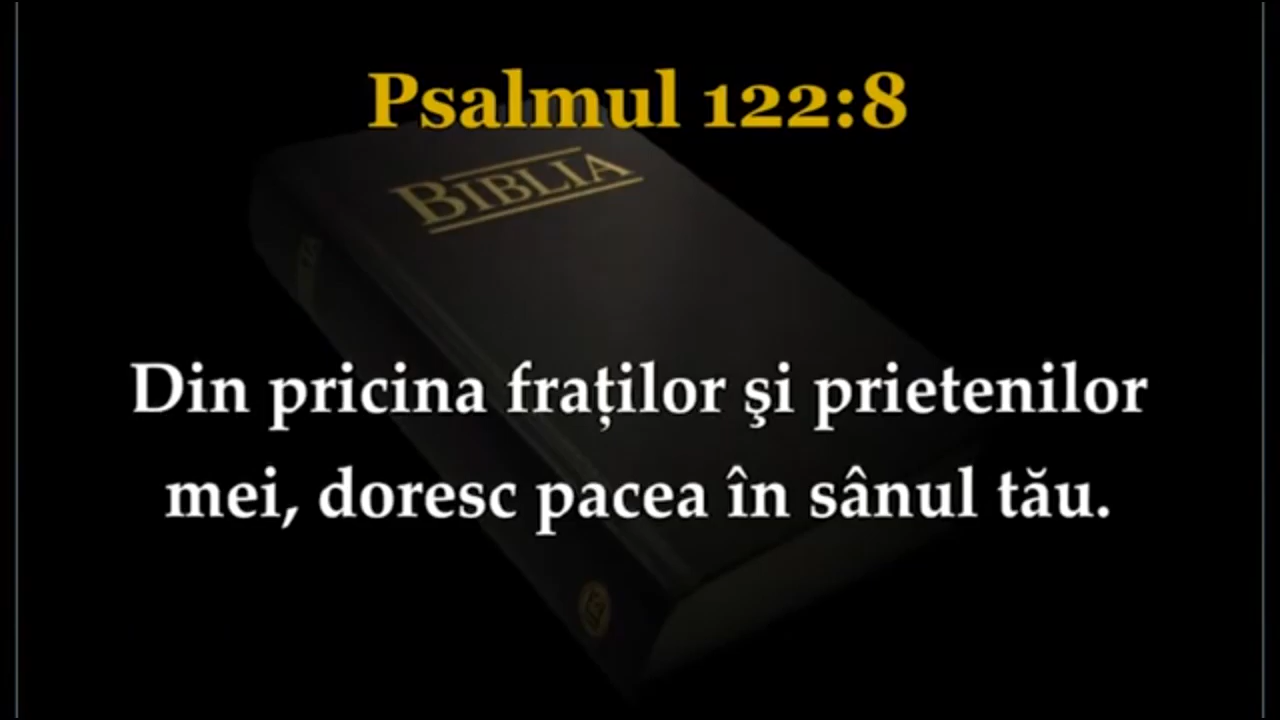 Psalmul 122:8
BIBLIA
Din pricina fraților şi prietenilor
mei, doresc pacea în sânul tău.